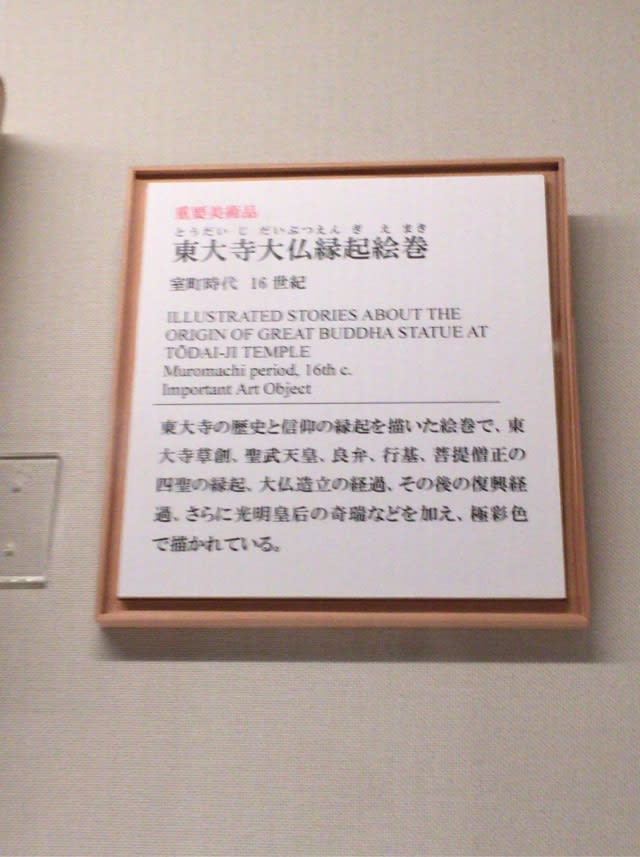 重要美術品
とうだい じ だいぶつえん ぎ え まき
東大寺大仏縁起絵巻
室町時代 16世紀
ILLUSTRATED STORIES ABOUT THE
ORIGIN OF GREAT BUDDHA STATUE AT
TŌDAI-JI TEMPLE
Muromachi period, 16th c.
Important Art Object
東大寺の歴史と信仰の縁起を描いた絵巻で、東
大寺草創、聖武天皇、良弁、行基、菩提僧正の
四聖の縁起、大仏造立の経過、その後の復興経
過、さらに光明皇后の奇瑞などを加え、極彩色
で描かれている。